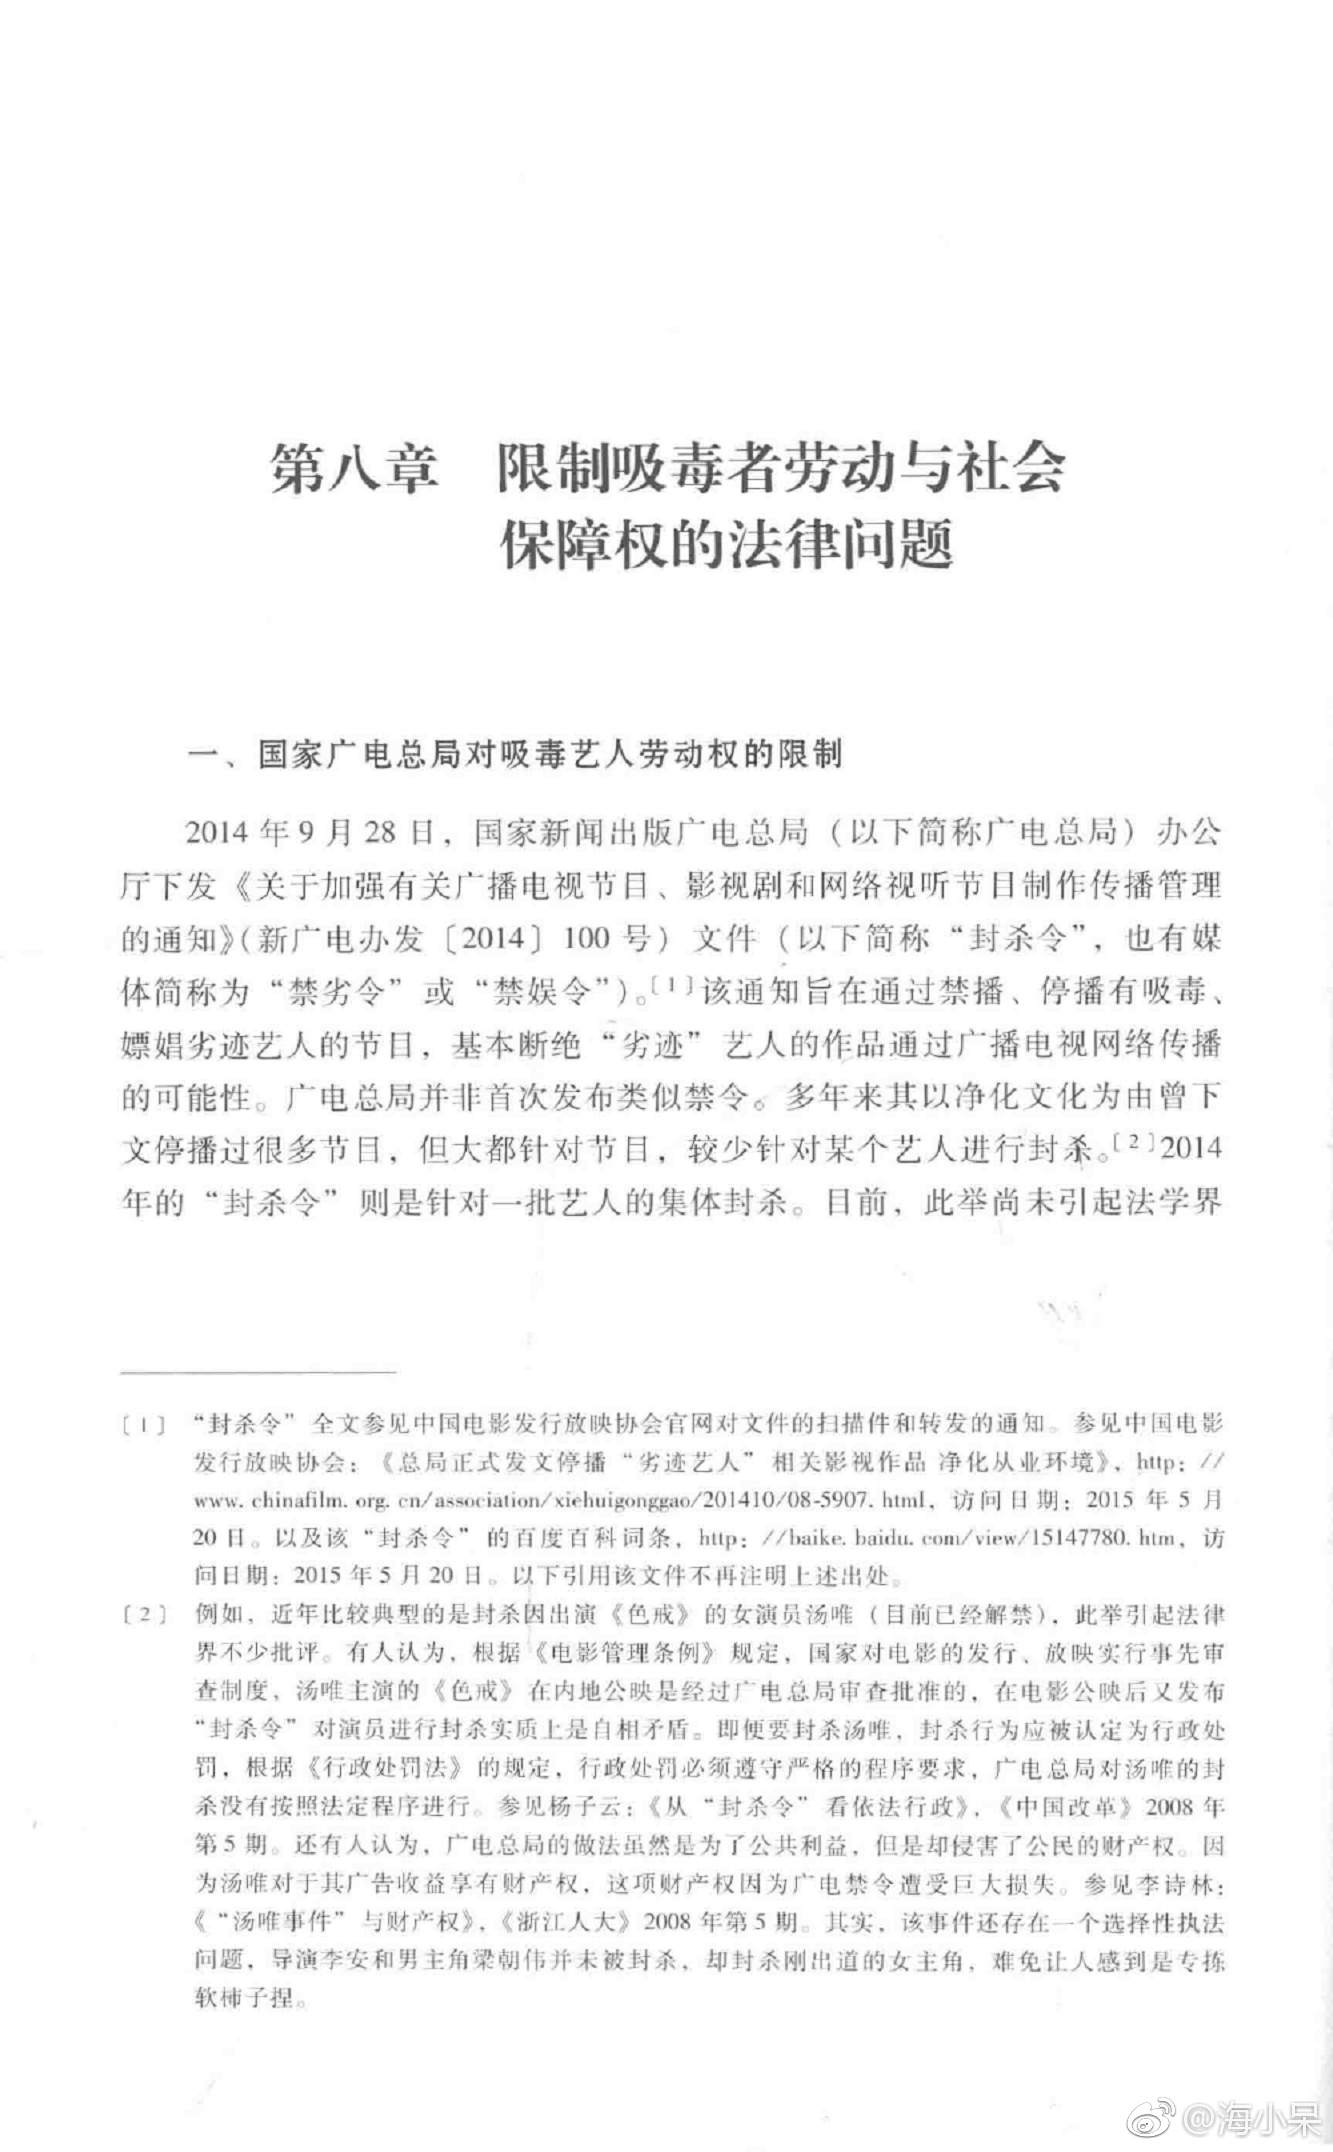 第八章 限制吸毒者劳动与社会
保障权的法律问题
一、国家广电总局对吸毒艺人劳动权的限制
2014年9月28日，国家新闻出版广电总局（以下简称广电总局）办公
厅下发《关于加强有关广播电视节目、影视剧和网络视听节目制作传播管理
的通知》（新广电办发〔2014〕100号）文件（以下简称“封杀令”，也有媒
体简称为“禁劣令”或“禁娱令”）。〔1〕该通知旨在通过禁播、停播有吸毒、
嫖娼劣迹艺人的节目，基本断绝“劣迹”艺人的作品通过广播电视网络传播
的可能性。广电总局并非首次发布类似禁令。多年来其以净化文化为由曾下
文停播过很多节目，但大都针对节目，较少针对某个艺人进行封杀。〔2〕2014
年的“封杀令”则是针对一批艺人的集体封杀。目前，此举尚未引起法学界
〔1〕 “封杀令”全文参见中国电影发行放映协会官网对文件的扫描件和转发的通知。参见中国电影
发行放映协会：《总局正式发文停播“劣迹艺人”相关影视作品 净化从业环境》，http：//
www. chinafilm. org. cn/association/xiehuigonggao/201410/08-5907. html，访问日期：2015年5月
20日。以及该“封杀令”的百度百科词条，http：//baike. baidu. com/view/15147780. htm，访
问日期：2015年5月20日。以下引用该文件不再注明上述出处。
〔2〕 例如，近年比较典型的是封杀因出演《色戒》的女演员汤唯（目前已经解禁），此举引起法律
界不少批评。有人认为，根据《电影管理条例》规定，国家对电影的发行、放映实行事先审
查制度，汤唯主演的《色戒》在内地公映是经过广电总局审查批准的，在电影公映后又发布
“封杀令”对演员进行封杀实质上是自相矛盾。即便要封杀汤唯，封杀行为应被认定为行政处
罚，根据《行政处罚法》的规定，行政处罚必须遵守严格的程序要求，广电总局对汤唯的封
杀没有按照法定程序进行。参见杨子云：《从“封杀令”看依法行政》，《中国改革》2008年
第5期。还有人认为，广电总局的做法虽然是为了公共利益，但是却侵害了公民的财产权。因
为汤唯对于其广告收益享有财产权，这项财产权因为广电禁令遭受巨大损失。参见李诗林：
《“汤唯事件”与财产权》，《浙江人大》2008年第5期。其实，该事件还存在一个选择性执法
问题，导演李安和男主角梁朝伟并未被封杀，却封杀刚出道的女主角，难免让人感到是专拣
软柿子捏。
@海小呆